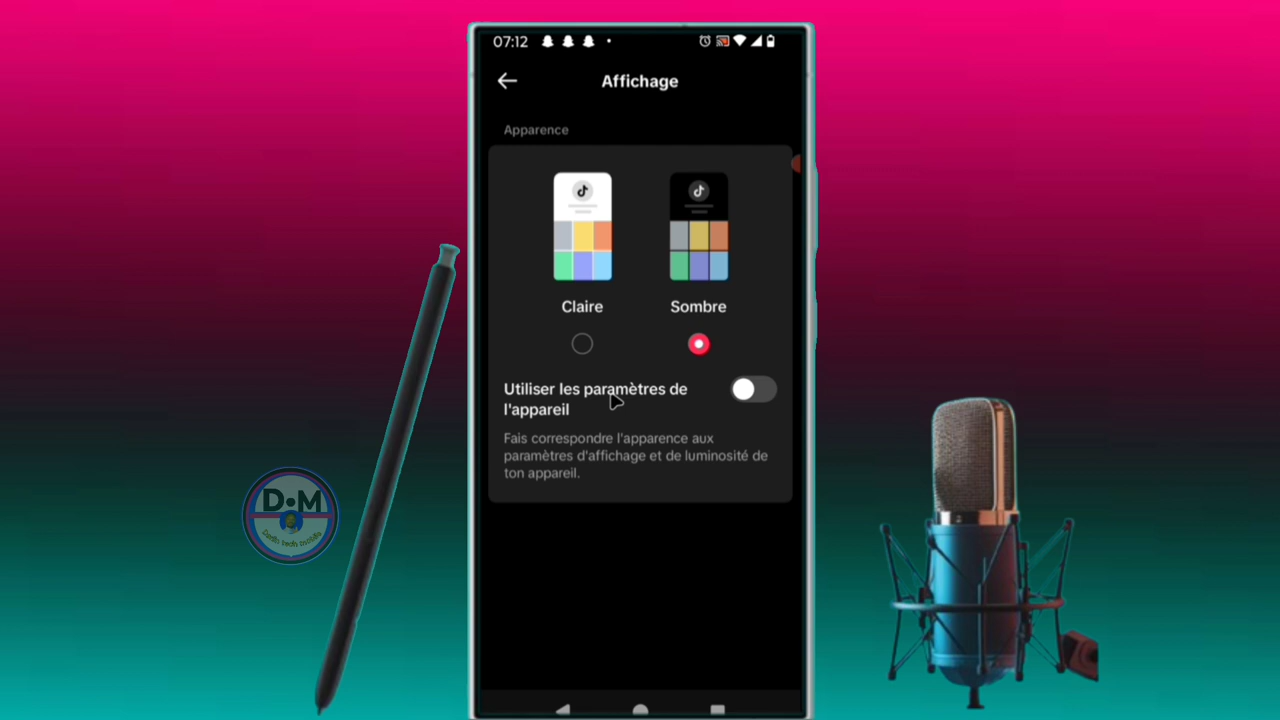 07:12
Affichage
Apparence
Claire
Sombre
Utiliser les paramètres de
l'appareil
Fais correspondre l'apparence aux
paramètres d'affichage et de luminosité de
ton appareil.
D•M